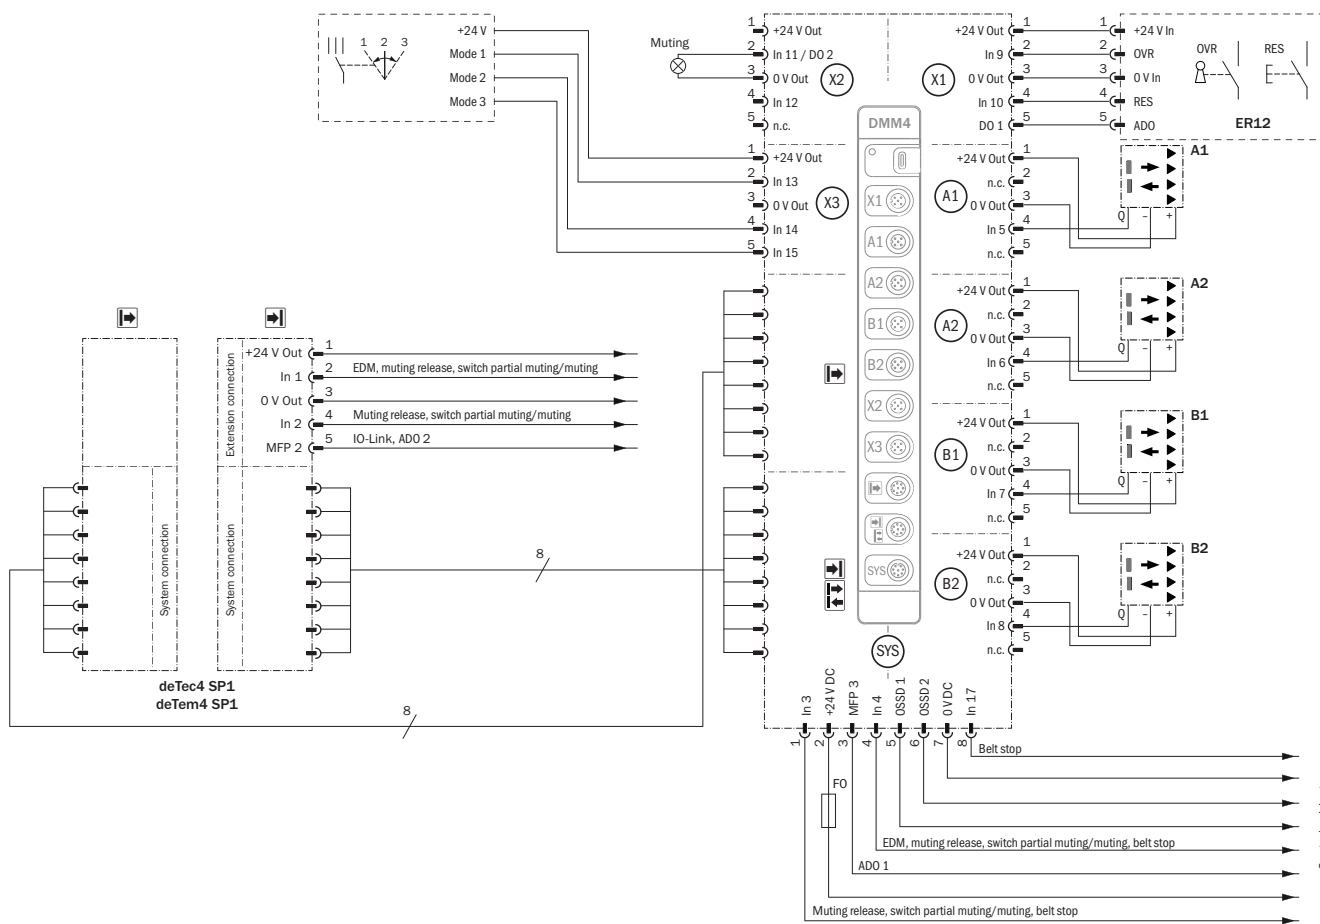 1 2 3
+24 V
Mode 1
Mode 2
Mode 3
Muting
1 +24 V Out
2 In 11 / DO 2
3 0 V Out
4 In 12
5 n.c.
X2
+24 V Out 1
In 9 2
0 V Out 3
In 10 4
DO 1 5
X1
1 +24 V In
2 OVR
3 0 V In
4 RES
5 ADO
OVR RES
ER12
1 +24 V Out
2 In 13
3 0 V Out
4 In 14
5 In 15
X3
DMM4
X1
A1
A2
B1
B2
X2
X3
SYS
A1
+24 V Out 1
n.c. 2
0 V Out 3
In 5 4
n.c. 5
A1
Q – +
A2
+24 V Out 1
n.c. 2
0 V Out 3
In 6 4
n.c. 5
A2
Q – +
B1
+24 V Out 1
n.c. 2
0 V Out 3
In 7 4
n.c. 5
B1
Q – +
B2
+24 V Out 1
n.c. 2
0 V Out 3
In 8 4
n.c. 5
B2
Q – +
Extension connection
+24 V Out 1
In 1 2 EDM, muting release, switch partial muting/muting
0 V Out 3
In 2 4 Muting release, switch partial muting/muting
MFP 2 5 IO-Link, ADO 2
System connection
System connection
8
deTec4 SP1
deTem4 SP1
8
SYS
In 3
+24 V DC
MFP 3
In 4
OSSD 1
OSSD 2
0 V DC
In 17
1 2 3 4 5 6 7 8
Belt stop
F0
EDM, muting release, switch partial muting/muting, belt stop
ADO 1
Muting release, switch partial muting/muting, belt stop